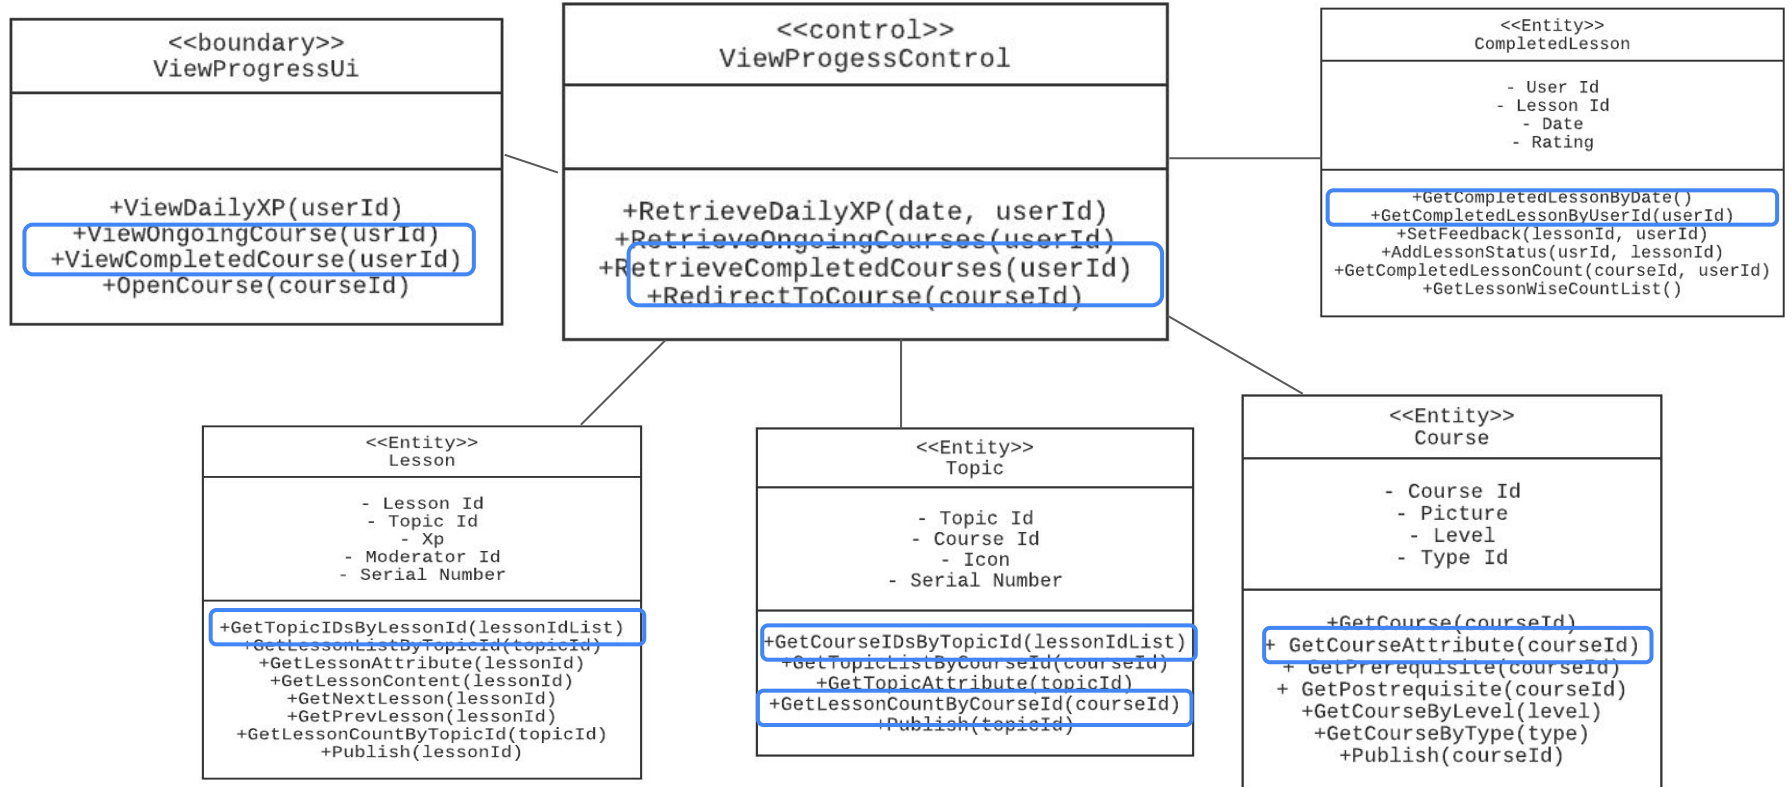 <<boundary>>
ViewProgressUi
+ViewDailyXP(userId)
+ViewOngoingCourse(usrId)
+ViewCompletedCourse(userId)
+OpenCourse(courseId)
<<control>>
ViewProgessControl
+RetrieveDailyXP(date, userId)
+RetrieveOngoingCourses(userId)
+RetrieveCompletedCourses(userId)
+RedirectToCourse(courseId)
<<Entity>>
CompletedLesson
- User Id
- Lesson Id
- Date
- Rating
+GetCompletedLessonByDate()
+GetCompletedLessonByUserId(userId)
+SetFeedback(lessonId, userId)
+AddLessonStatus(usrId, lessonId)
+GetCompletedLessonCount(courseId, userId)
+GetLessonWiseCountList()
<<Entity>>
Lesson
- Lesson Id
- Topic Id
- Xp
- Moderator Id
- Serial Number
+GetTopicIDsByLessonId(lessonIdList)
+GetLessonListByTopicId(topicId)
+GetLessonAttribute(lessonId)
+GetLessonContent(lessonId)
+GetNextLesson(lessonId)
+GetPrevLesson(lessonId)
+GetLessonCountByTopicId(topicId)
+Publish(lessonId)
<<Entity>>
Topic
- Topic Id
- Course Id
- Icon
- Serial Number
+GetCourseIDsByTopicId(lessonIdList)
+GetTopicListByCourseId(courseId)
+GetTopicAttribute(topicId)
+GetLessonCountByCourseId(courseId)
+Publish(topicId)
<<Entity>>
Course
- Course Id
- Picture
- Level
- Type Id
+GetCourse(courseId)
+ GetCourseAttribute(courseId)
+ GetPrerequisite(courseId)
+ GetPostrequisite(courseId)
+GetCourseByLevel(level)
+GetCourseByType(type)
+Publish(courseId)